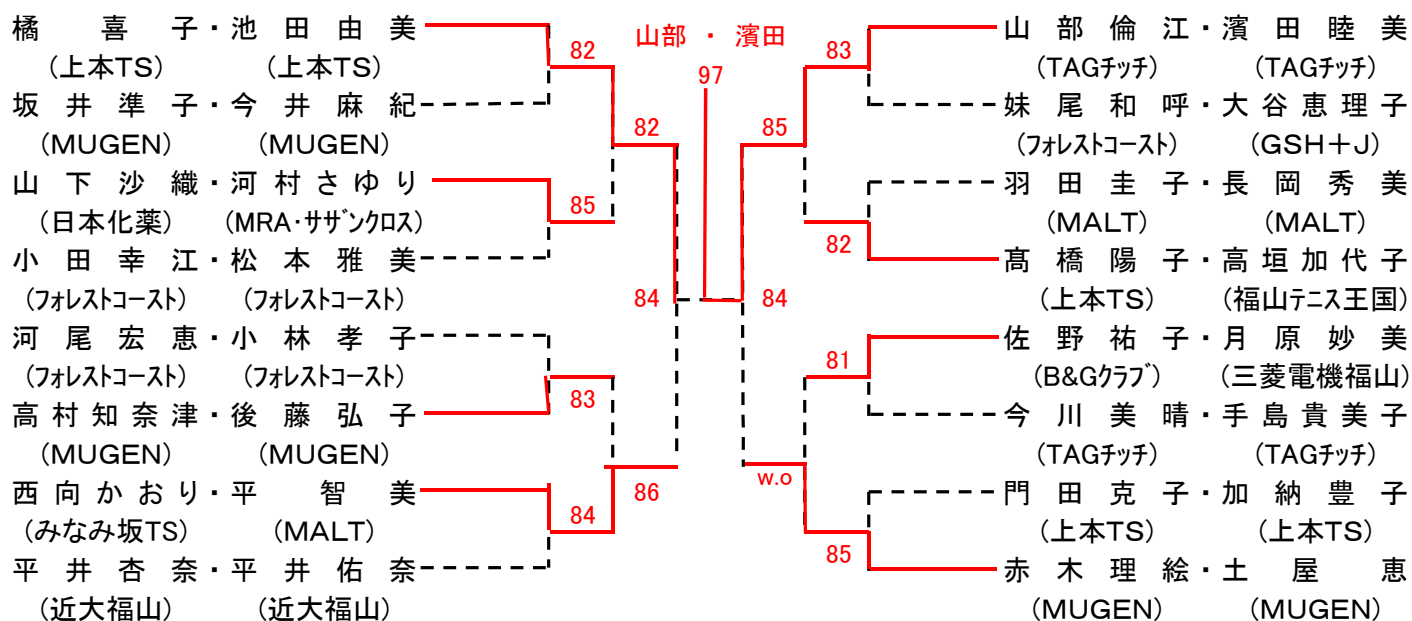 橘喜子・池田由美
(上本TS) (上本TS)
坂井準子・今井麻紀
(MUGEN) (MUGEN)
山下沙織・河村さゆり
(日本化薬) (MRA・サザンクロス)
小田幸江・松本雅美
(フォレストコースト) (フォレストコースト)
河尾宏恵・小林孝子
(フォレストコースト) (フォレストコースト)
高村知奈津・後藤弘子
(MUGEN) (MUGEN)
西向かおり・平智美
(みなみ坂TS) (MALT)
平井杏奈・平井佑奈
(近大福山) (近大福山)
82
85
83
84
82
86
84
山部・濱田
97
84
85
w.o
83
82
81
85
山部倫江・濱田睦美
(TAGチッチ) (TAGチッチ)
妹尾和呼・大谷恵理子
(フォレストコースト) (GSH+J)
羽田圭子・長岡秀美
(MALT) (MALT)
髙橋陽子・高垣加代子
(上本TS) (福山テニス王国)
佐野祐子・月原妙美
(B&Gクラブ) (三菱電機福山)
今川美晴・手島貴美子
(TAGチッチ) (TAGチッチ)
門田克子・加納豊子
(上本TS) (上本TS)
赤木理絵・土屋恵
(MUGEN) (MUGEN)